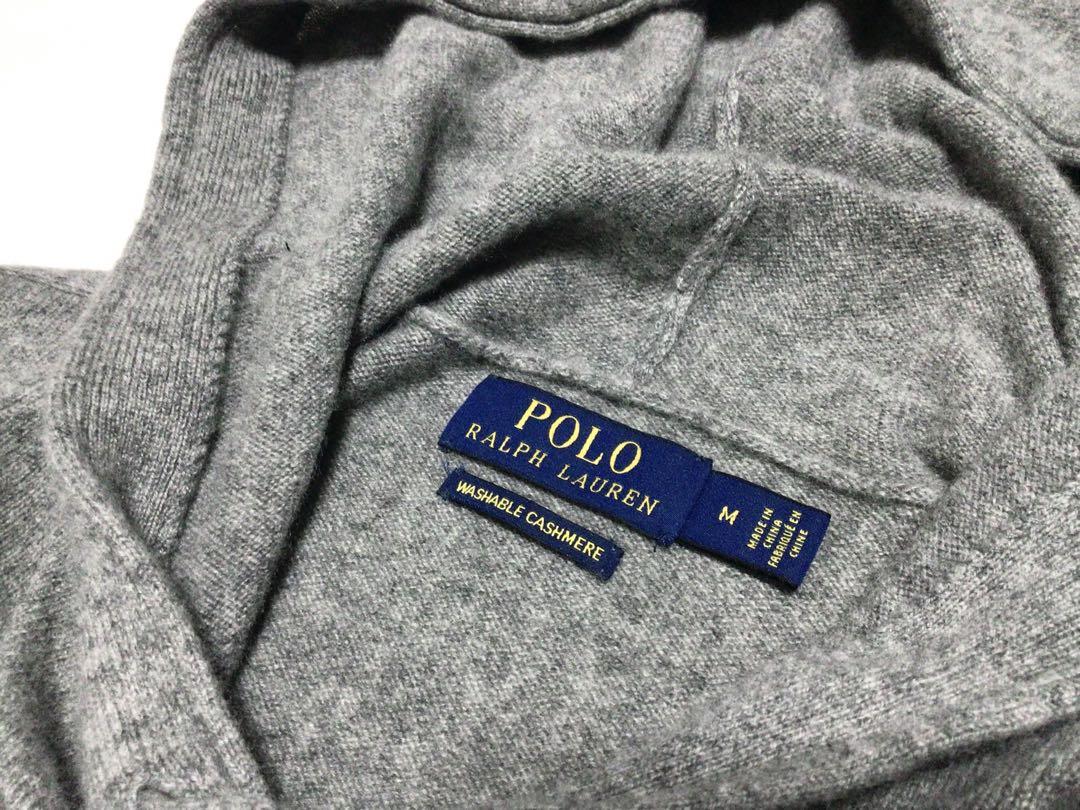 POLO
RALPH LAUREN
WASHABLE CASHMERE
M
MADE IN
CHINA
FABRIQUÉ EN
CHINE